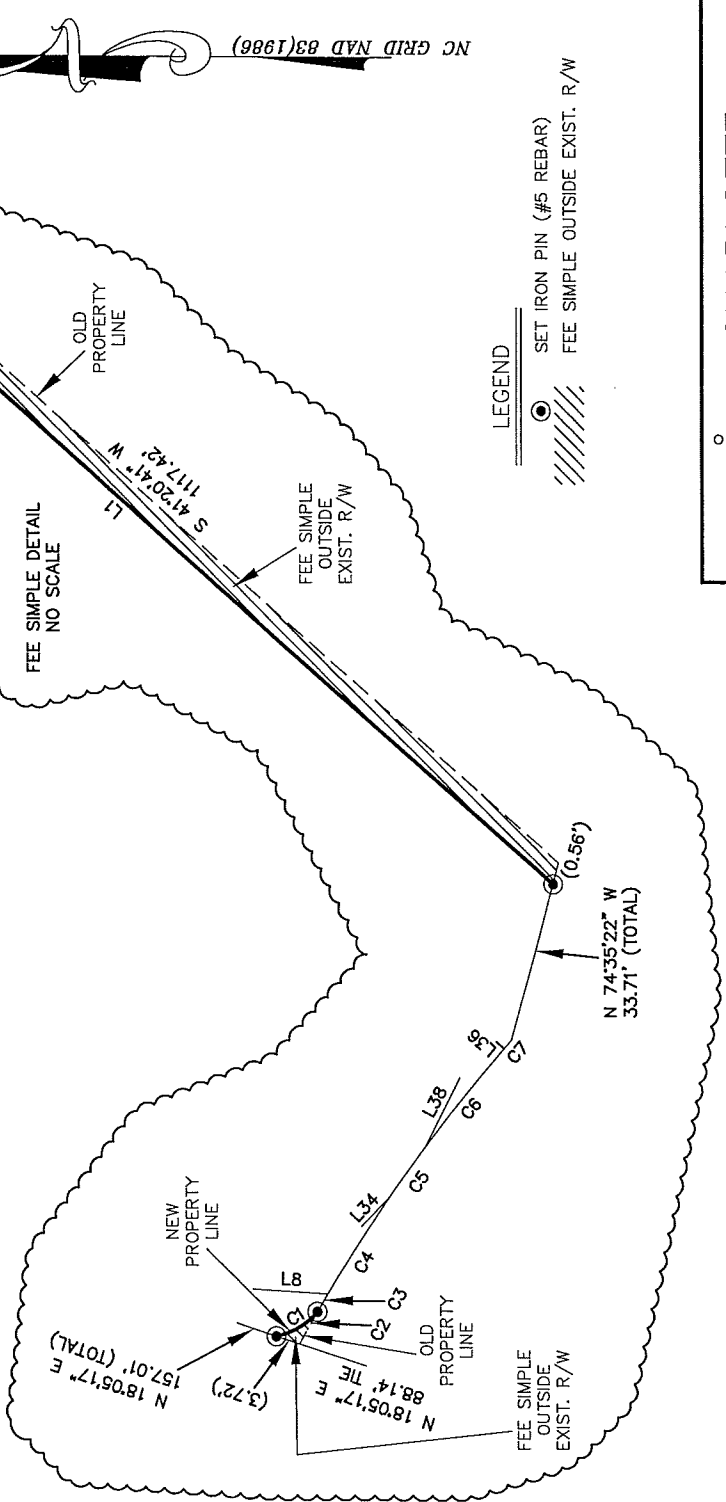 NC GRID NAD 83(1986)
FEE SIMPLE DETAIL
NO SCALE
OLD
PROPERTY
LINE
L1
S 41°20'41" W
1117.42'
FEE SIMPLE
OUTSIDE
EXIST. R/W
LEGEND
SET IRON PIN (#5 REBAR)
FEE SIMPLE OUTSIDE EXIST. R/W
(0.56')
N 74°35'22" W
33.71' (TOTAL)
L36
C7
L38
C6
C5
L34
C4
NEW
PROPERTY
LINE
L8
C1
C3
C2
N 18°05'17" E
157.01' (TOTAL)
(3.72')
N 18°05'17" E
88.14' TIE
OLD
PROPERTY
LINE
FEE SIMPLE
OUTSIDE
EXIST. R/W